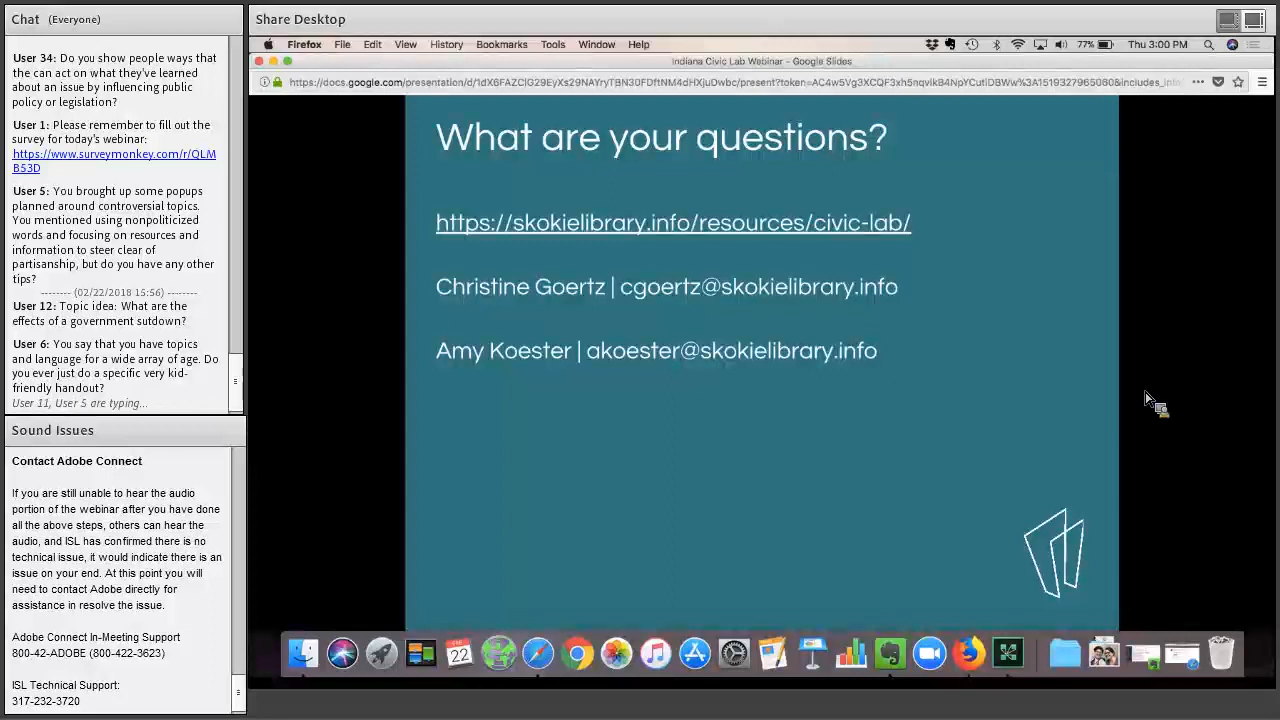 Chat (Everyone)
User 34: Do you show people ways that
the can act on what they've learned
about an issue by influencing public
policy or legislation?
User 1: Please remember to fill out the
survey for today's webinar:
https://www.surveymonkey.com/r/QLM
B53D
User 5: You brought up some popups
planned around controversial topics.
You mentioned using nonpoliticized
words and focusing on resources and
information to steer clear of
partisanship, but do you have any other
tips?
-------- (02/22/2018 15:56) --------
User 12: Topic idea: What are the
effects of a government sutdown?
User 6: You say that you have topics
and language for a wide array of age. Do
you ever just do a specific very kid-
friendly handout?
User 11, User 5 are typing...
Sound Issues
Contact Adobe Connect
If you are still unable to hear the audio
portion of the webinar after you have done
all the above steps, others can hear the
audio, and ISL has confirmed there is no
technical issue, it would indicate there is an
issue on your end. At this point you will
need to contact Adobe directly for
assistance in resolve the issue.
Adobe Connect In-Meeting Support
800-42-ADOBE (800-422-3623)
ISL Technical Support:
317-232-3720
Share Desktop
Firefox File Edit View History Bookmarks Tools Window Help 77% Thu 3:00 PM
Indiana Civic Lab Webinar - Google Slides
What are your questions?
https://skokielibrary.info/resources/civic-lab/
Christine Goertz | cgoertz@skokielibrary.info
Amy Koester | akoester@skokielibrary.info
22